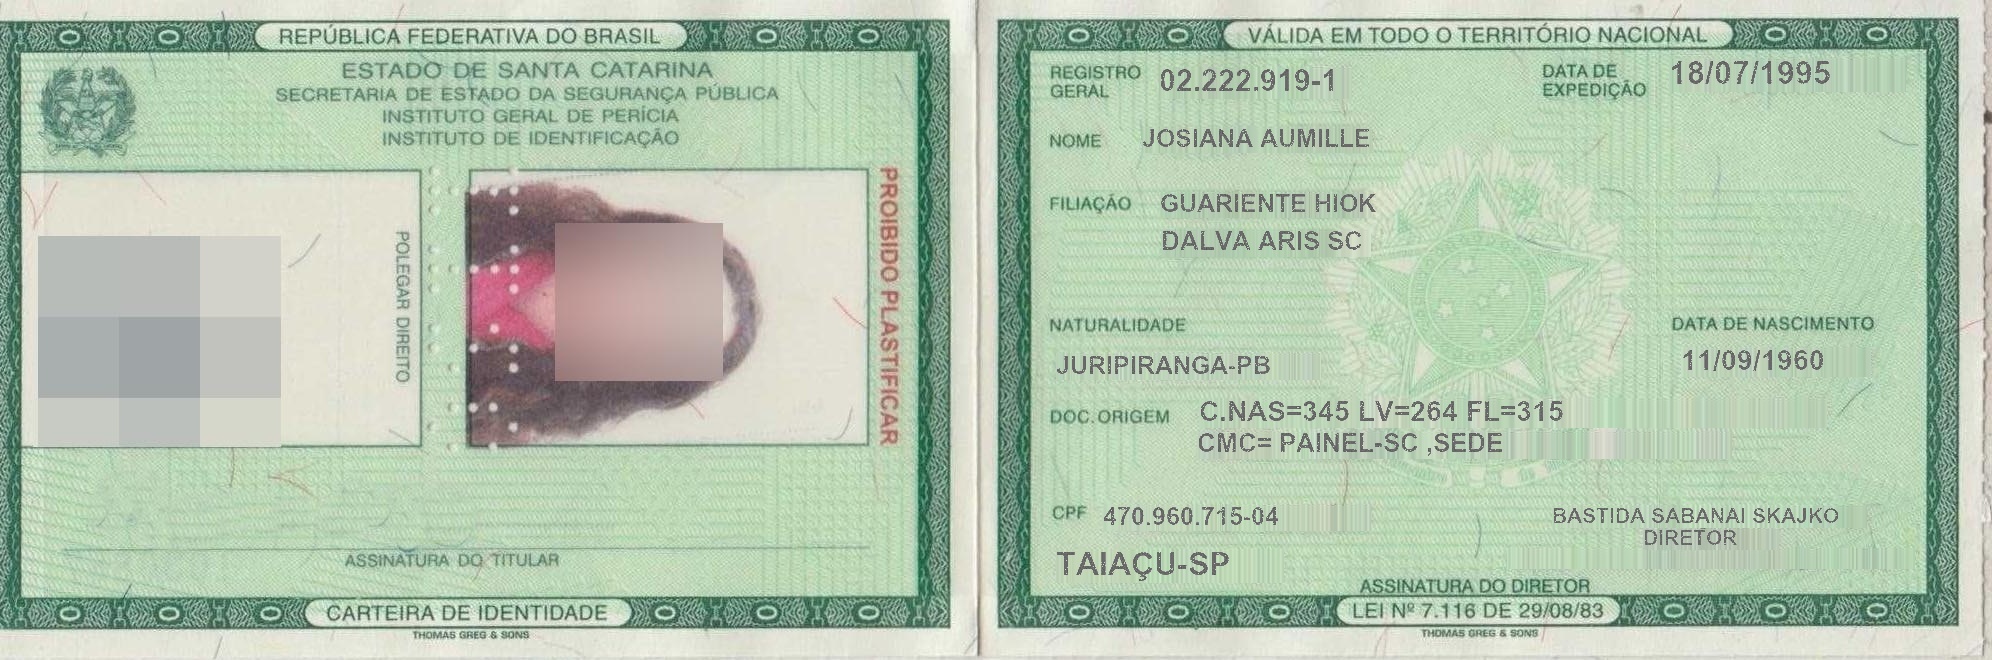 REPÚBLICA FEDERATIVA DO BRASIL
ESTADO DE SANTA CATARINA
SECRETARIA DE ESTADO DA SEGURANÇA PÚBLICA
INSTITUTO GERAL DE PERÍCIA
INSTITUTO DE IDENTIFICAÇÃO
POLEGAR DIREITO
PROIBIDO PLASTIFICAR
ASSINATURA DO TITULAR
CARTEIRA DE IDENTIDADE
THOMAS GREG & SONS
VÁLIDA EM TODO O TERRITÓRIO NACIONAL
REGISTRO GERAL 02.222.919-1 DATA DE EXPEDIÇÃO 18/07/1995
NOME JOSIANA AUMILLE
FILIAÇÃO GUARIENTE HIOK
DALVA ARIS SC
NATURALIDADE DATA DE NASCIMENTO
JURIPIRANGA-PB 11/09/1960
DOC. ORIGEM C.NAS=345 LV=264 FL=315
CMC= PAINEL-SC ,SEDE
CPF 470.960.715-04 BASTIDA SABANAI SKAJKO
DIRETOR
TAIAÇU-SP
ASSINATURA DO DIRETOR
LEI Nº 7.116 DE 29/08/83
THOMAS GREG & SONS